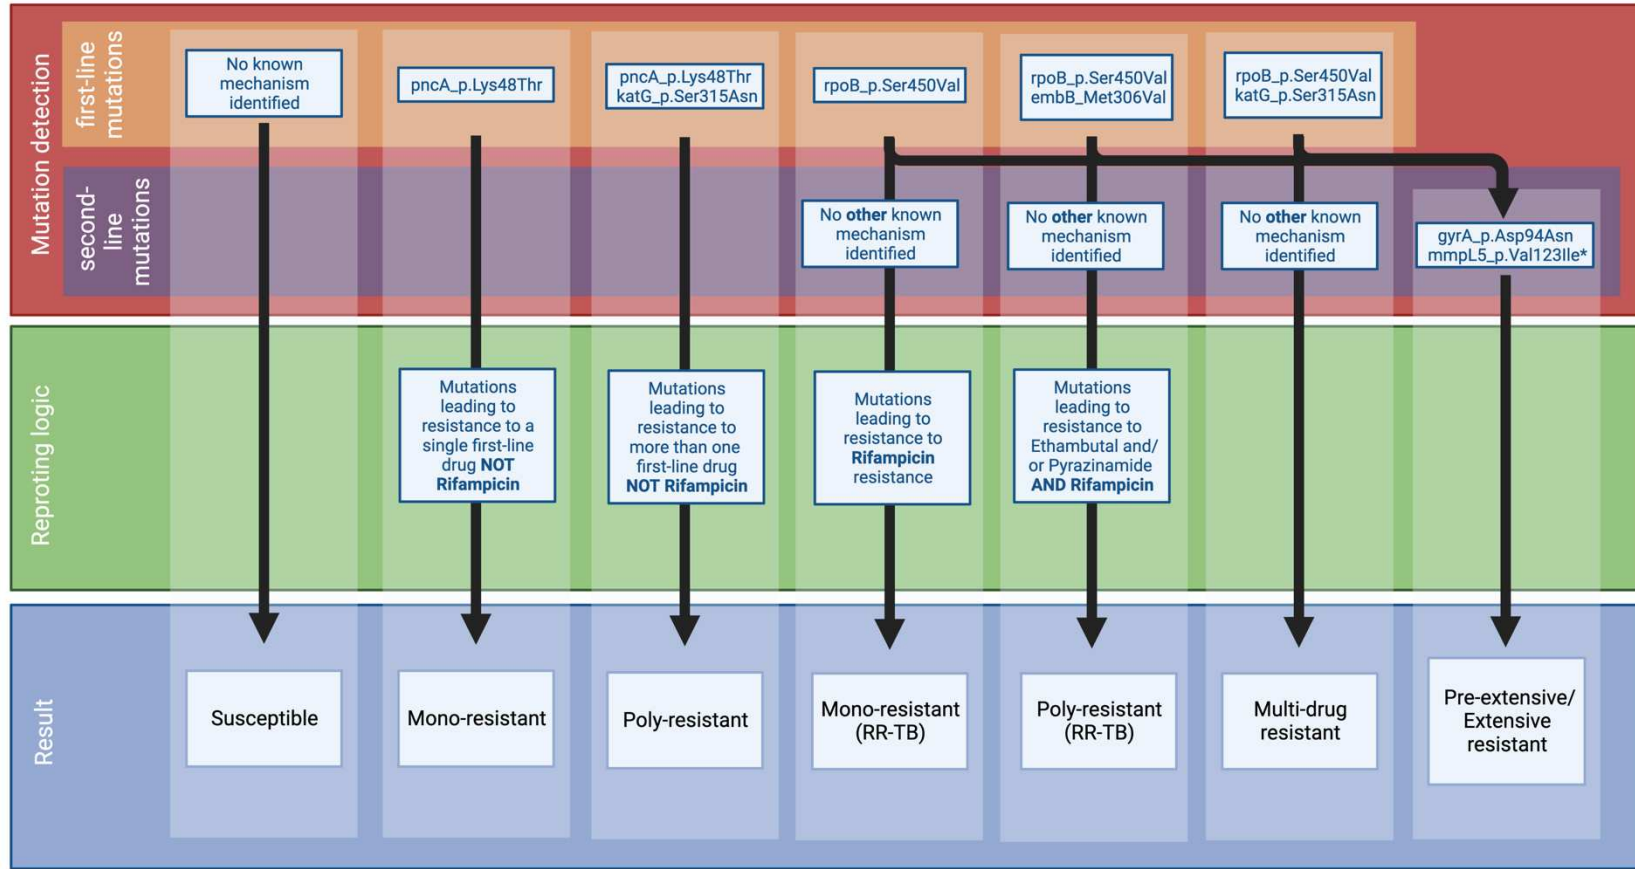 Mutation detection
first-line
mutations
No known
mechanism
identified
pncA_p.Lys48Thr
pncA_p.Lys48Thr
katG_p.Ser315Asn
rpoB_p.Ser450Val
rpoB_p.Ser450Val
embB_Met306Val
rpoB_p.Ser450Val
katG_p.Ser315Asn
second-
line
mutations
No other known
mechanism
identified
No other known
mechanism
identified
No other known
mechanism
identified
gyrA_p.Asp94Asn
mmpL5_p.Val123Ile*
Reproting logic
Mutations
leading to
resistance to a
single first-line
drug NOT
Rifampicin
Mutations
leading to
resistance to
more than one
first-line drug
NOT Rifampicin
Mutations
leading to
resistance to
Rifampicin
resistance
Mutations
leading to
resistance to
Ethambutal and/
or Pyrazinamide
AND Rifampicin
Result
Susceptible
Mono-resistant
Poly-resistant
Mono-resistant
(RR-TB)
Poly-resistant
(RR-TB)
Multi-drug
resistant
Pre-extensive/
Extensive
resistant